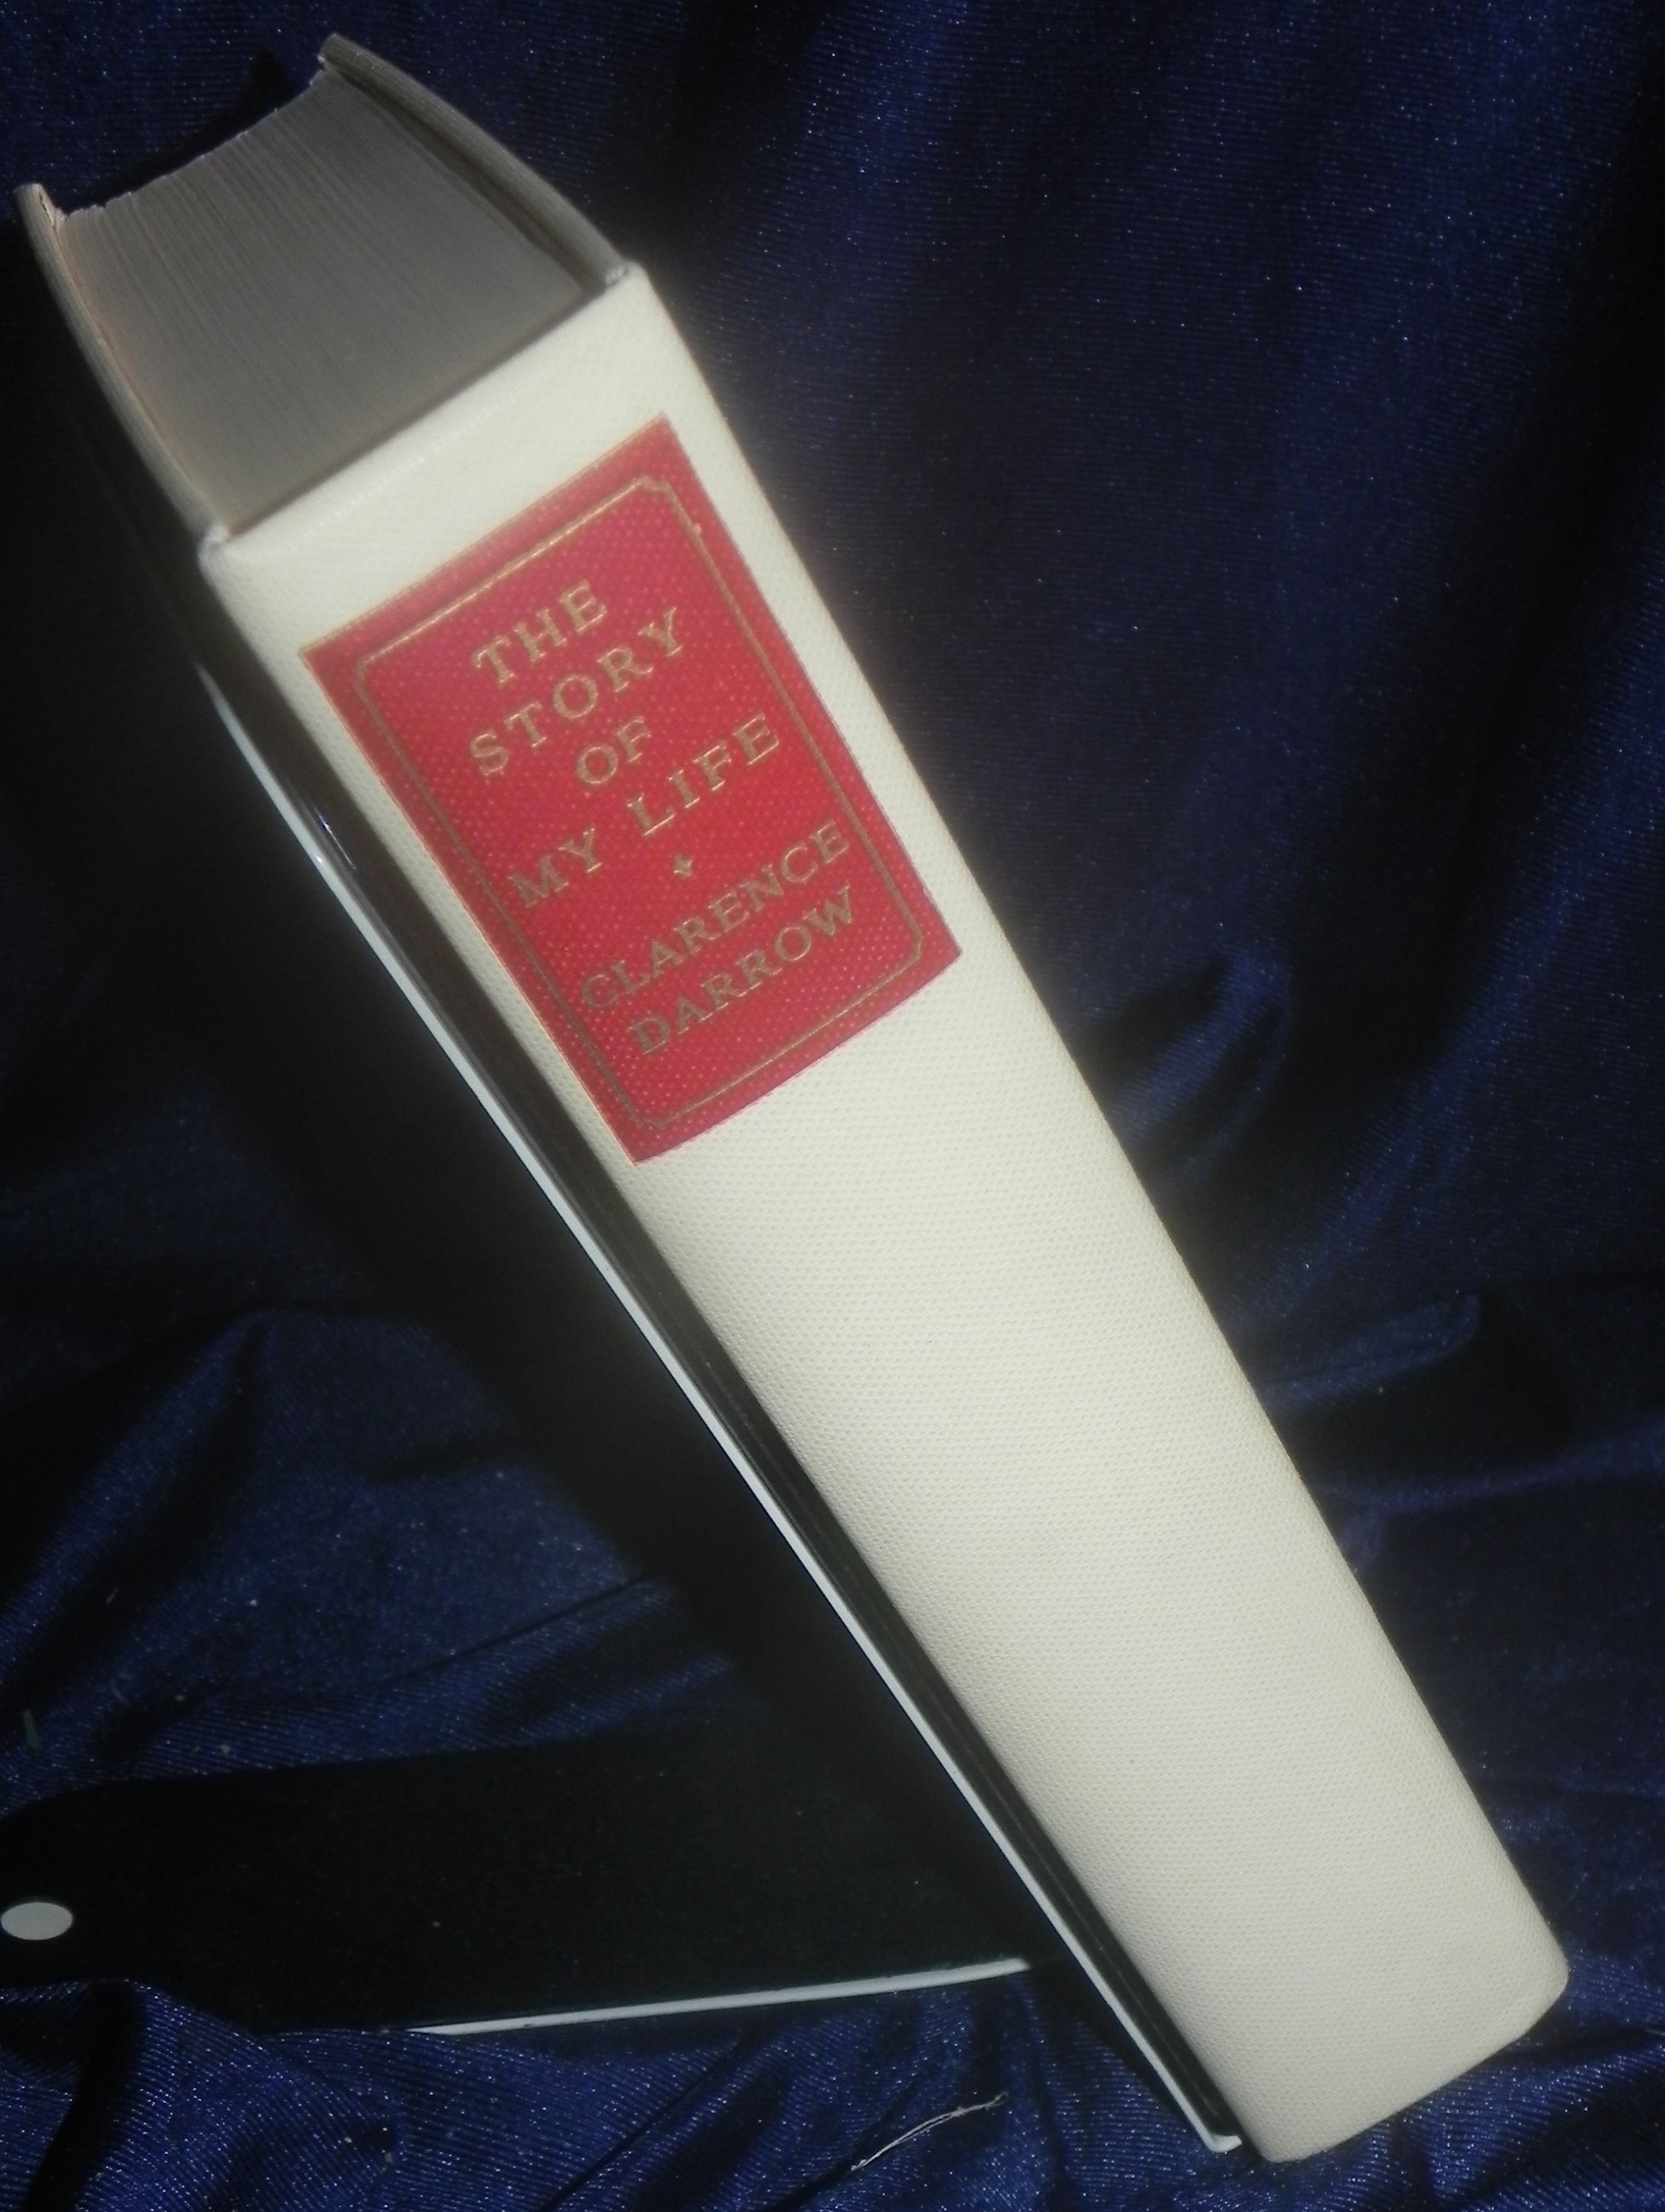 THE
STORY
OF
MY LIFE
CLARENCE
DARROW